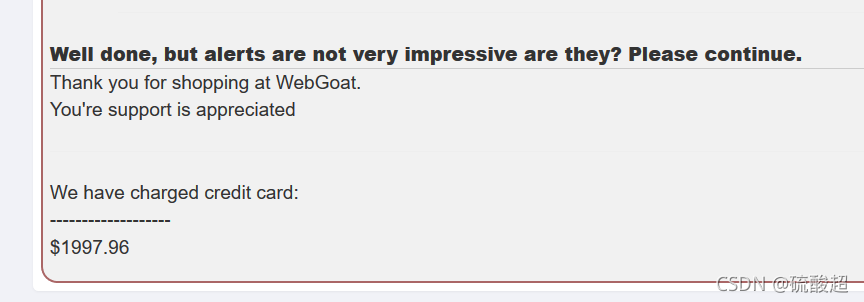 Well done, but alerts are not very impressive are they? Please continue.
Thank you for shopping at WebGoat.
You're support is appreciated
We have charged credit card:
-------------------
$1997.96
CSDN @硫酸超